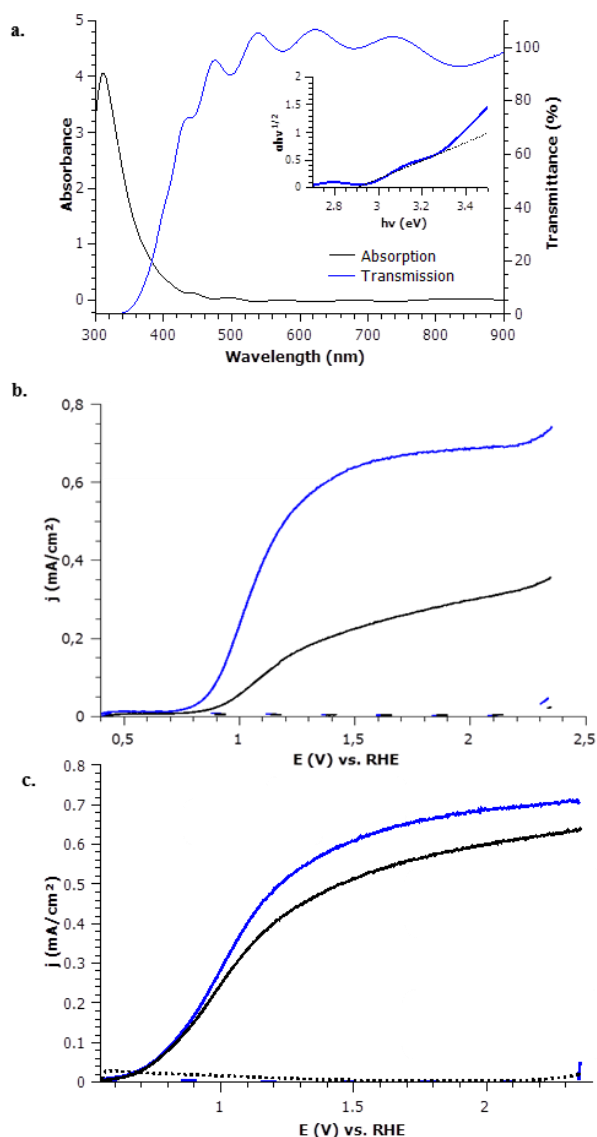 a.
5
4
3
2
1
0
Absorbance
100
80
60
40
20
0
Transmittance (%)
2
1.5
1
0.5
0
αhν^1/2
2.8 3 3.2 3.4
hν (eV)
Absorption
Transmission
300 400 500 600 700 800 900
Wavelength (nm)
b.
0,8
0,6
0,4
0,2
0
j (mA/cm²)
0,5 1 1,5 2 2,5
E (V) vs. RHE
c.
0.8
0.7
0.6
0.5
0.4
0.3
0.2
0.1
0
j (mA/cm²)
1 1.5 2
E (V) vs. RHE